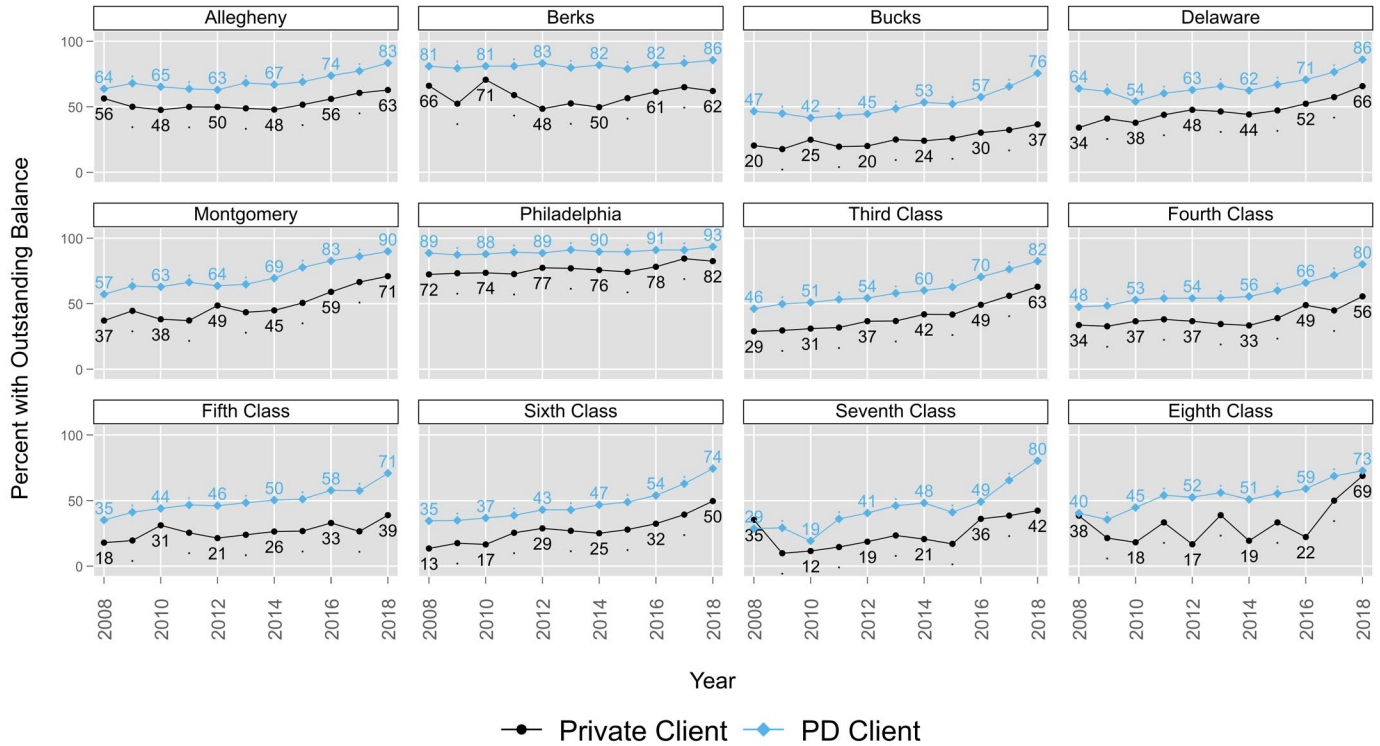 Percent with Outstanding Balance
Allegheny Berks Bucks Delaware
100
50
0
64 65 63 67 74 83
56 48 50 48 56 63
81 81 83 82 82 86
66 71 48 50 61 62
47 42 45 53 57 76
20 25 20 24 30 37
64 54 63 62 71 86
34 38 48 44 52 66
Montgomery Philadelphia Third Class Fourth Class
100
50
0
57 63 64 69 83 90
37 38 49 45 59 71
89 88 89 90 91 93
72 74 77 76 78 82
46 51 54 60 70 82
29 31 37 42 49 63
48 53 54 56 66 80
34 37 37 33 49 56
Fifth Class Sixth Class Seventh Class Eighth Class
100
50
0
35 44 46 50 58 71
18 31 21 26 33 39
35 37 43 47 54 74
13 17 29 25 32 50
29 19 41 48 49 80
35 12 19 21 36 42
40 45 52 51 59 73
38 18 17 19 22 69
2008 2010 2012 2014 2016 2018 2008 2010 2012 2014 2016 2018 2008 2010 2012 2014 2016 2018 2008 2010 2012 2014 2016 2018
Year
Private Client PD Client